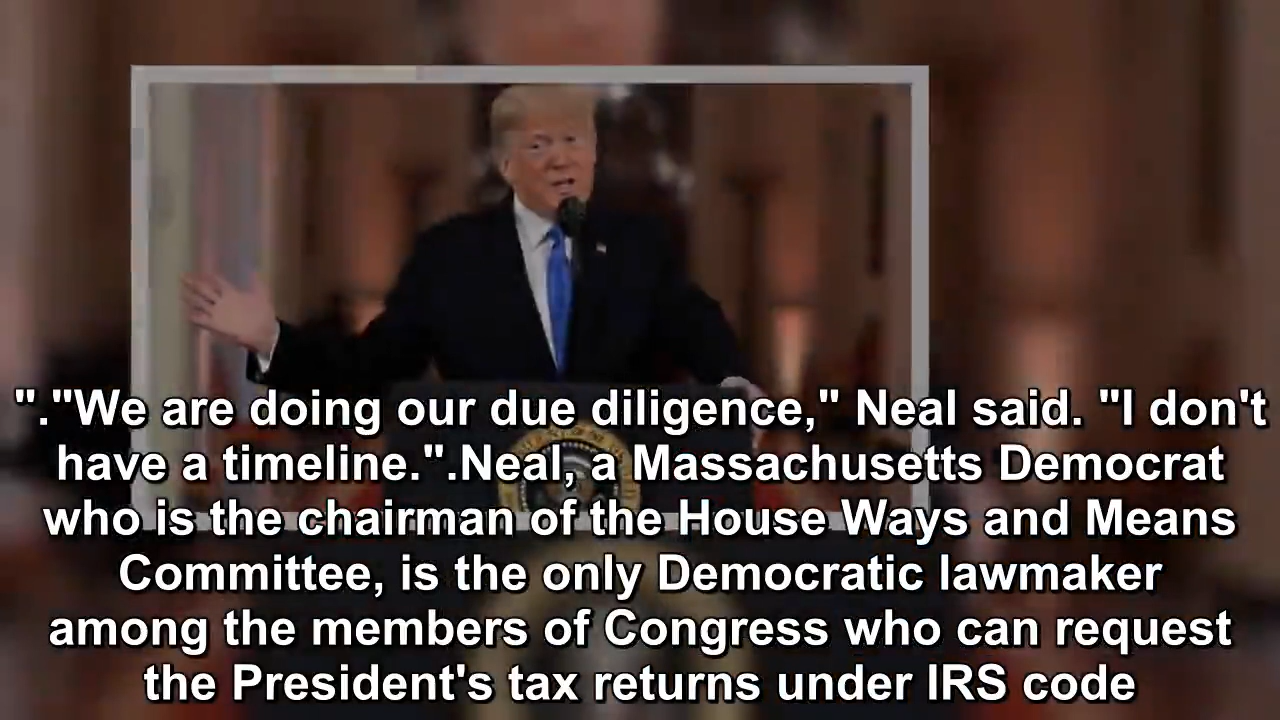 "."We are doing our due diligence," Neal said. "I don't
have a timeline.".Neal, a Massachusetts Democrat
who is the chairman of the House Ways and Means
Committee, is the only Democratic lawmaker
among the members of Congress who can request
the President's tax returns under IRS code